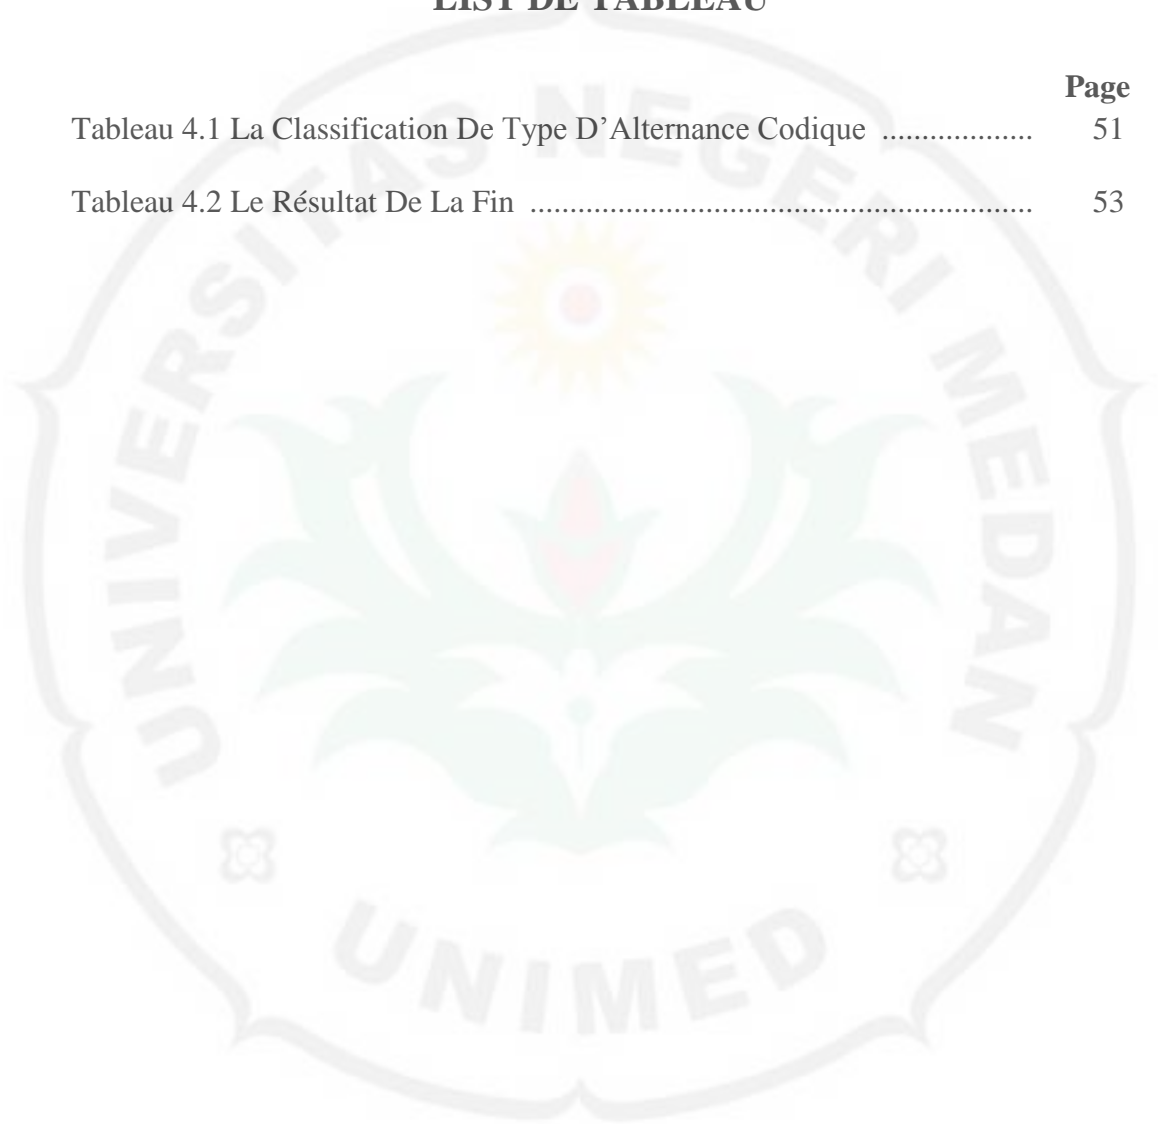 LIST DE TABLEAU
Page
Tableau 4.1 La Classification De Type D’Alternance Codique ................... 51
Tableau 4.2 Le Résultat De La Fin ............................................................... 53
UNIVERSITAS NEGERI MEDAN
UNIMED